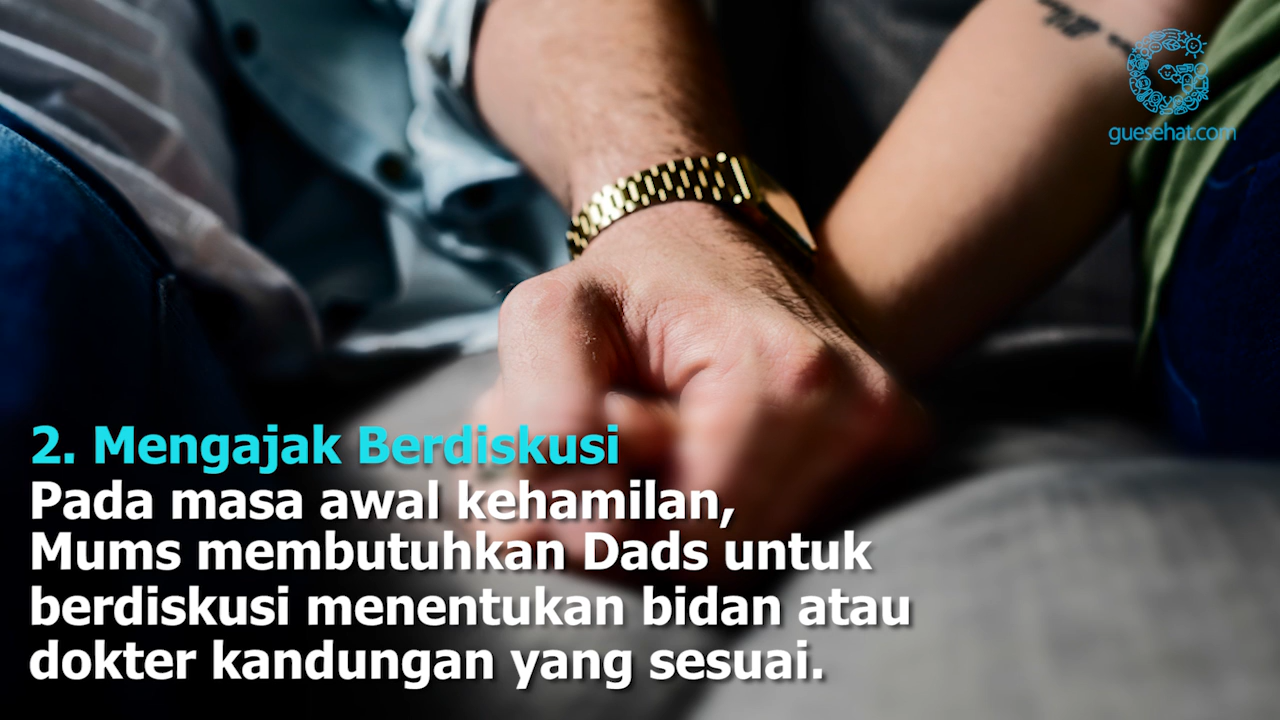 guesehat.com
2. Mengajak Berdiskusi
Pada masa awal kehamilan,
Mums membutuhkan Dads untuk
berdiskusi menentukan bidan atau
dokter kandungan yang sesuai.